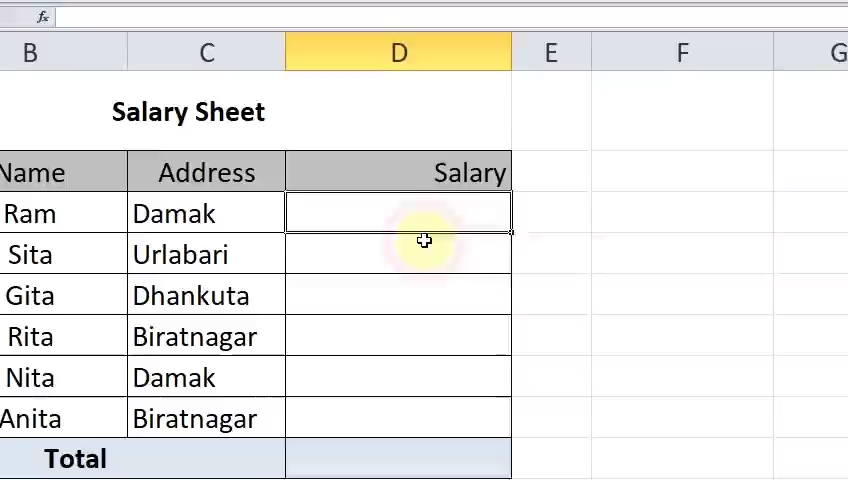 fx
B C D E F G
Salary Sheet
Name Address Salary
Ram Damak
Sita Urlabari
Gita Dhankuta
Rita Biratnagar
Nita Damak
Anita Biratnagar
Total